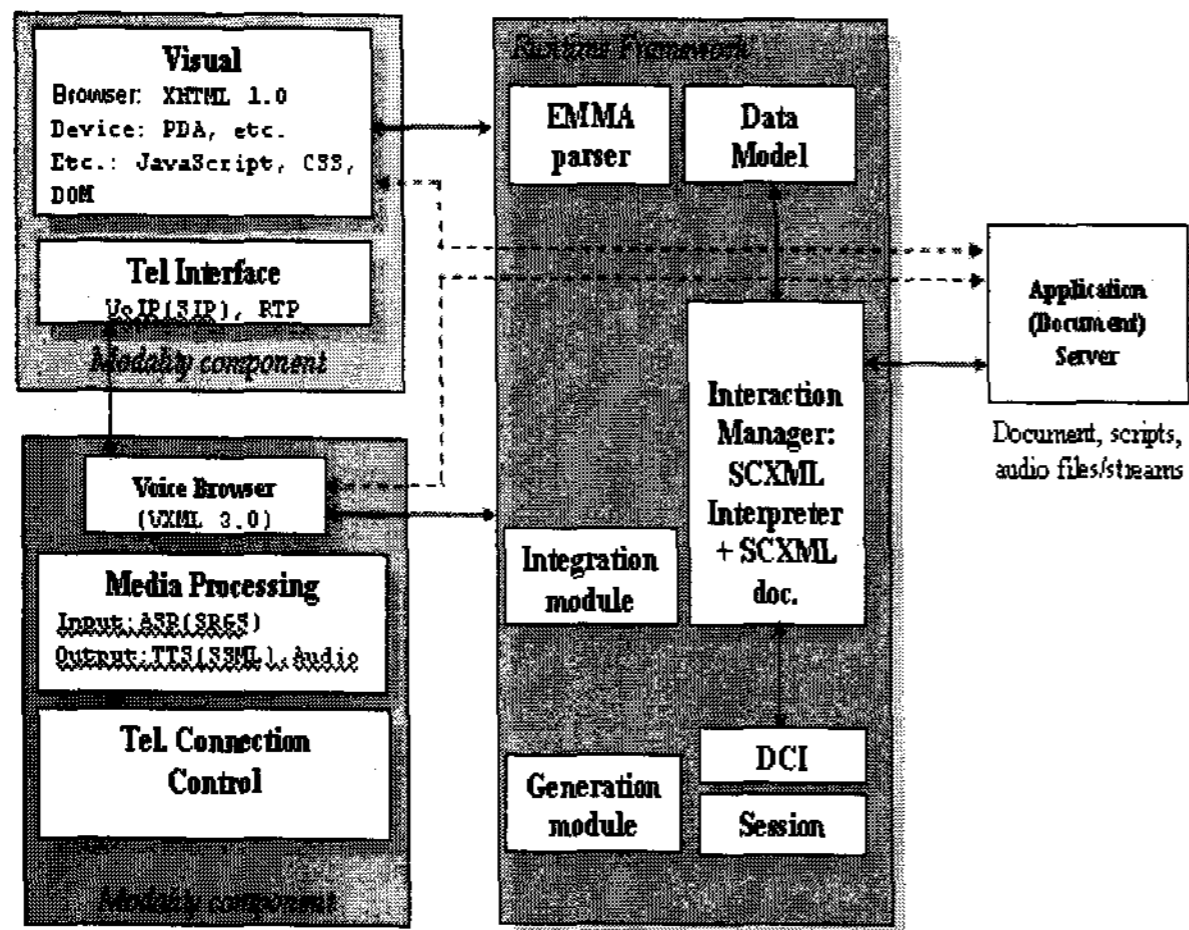 Visual
Browser: XHTML 1.0
Device: PDA, etc.
Etc.: JavaScript, CSS,
DOM
Tel Interface
VoIP(SIP), RTP
Modality component
Voice Browser
(VXML 3.0)
Media Processing
Input:ASR(SRGS)
Output:TTS(SSML),Audio
Tel. Connection
Control
Modality component
Runtime Framework
EMMA
parser
Data
Model
Interaction
Manager:
SCXML
Interpreter
+ SCXML
doc.
Integration
module
Generation
module
DCI
Session
Application
(Document)
Server
Document, scripts,
audio files/streams